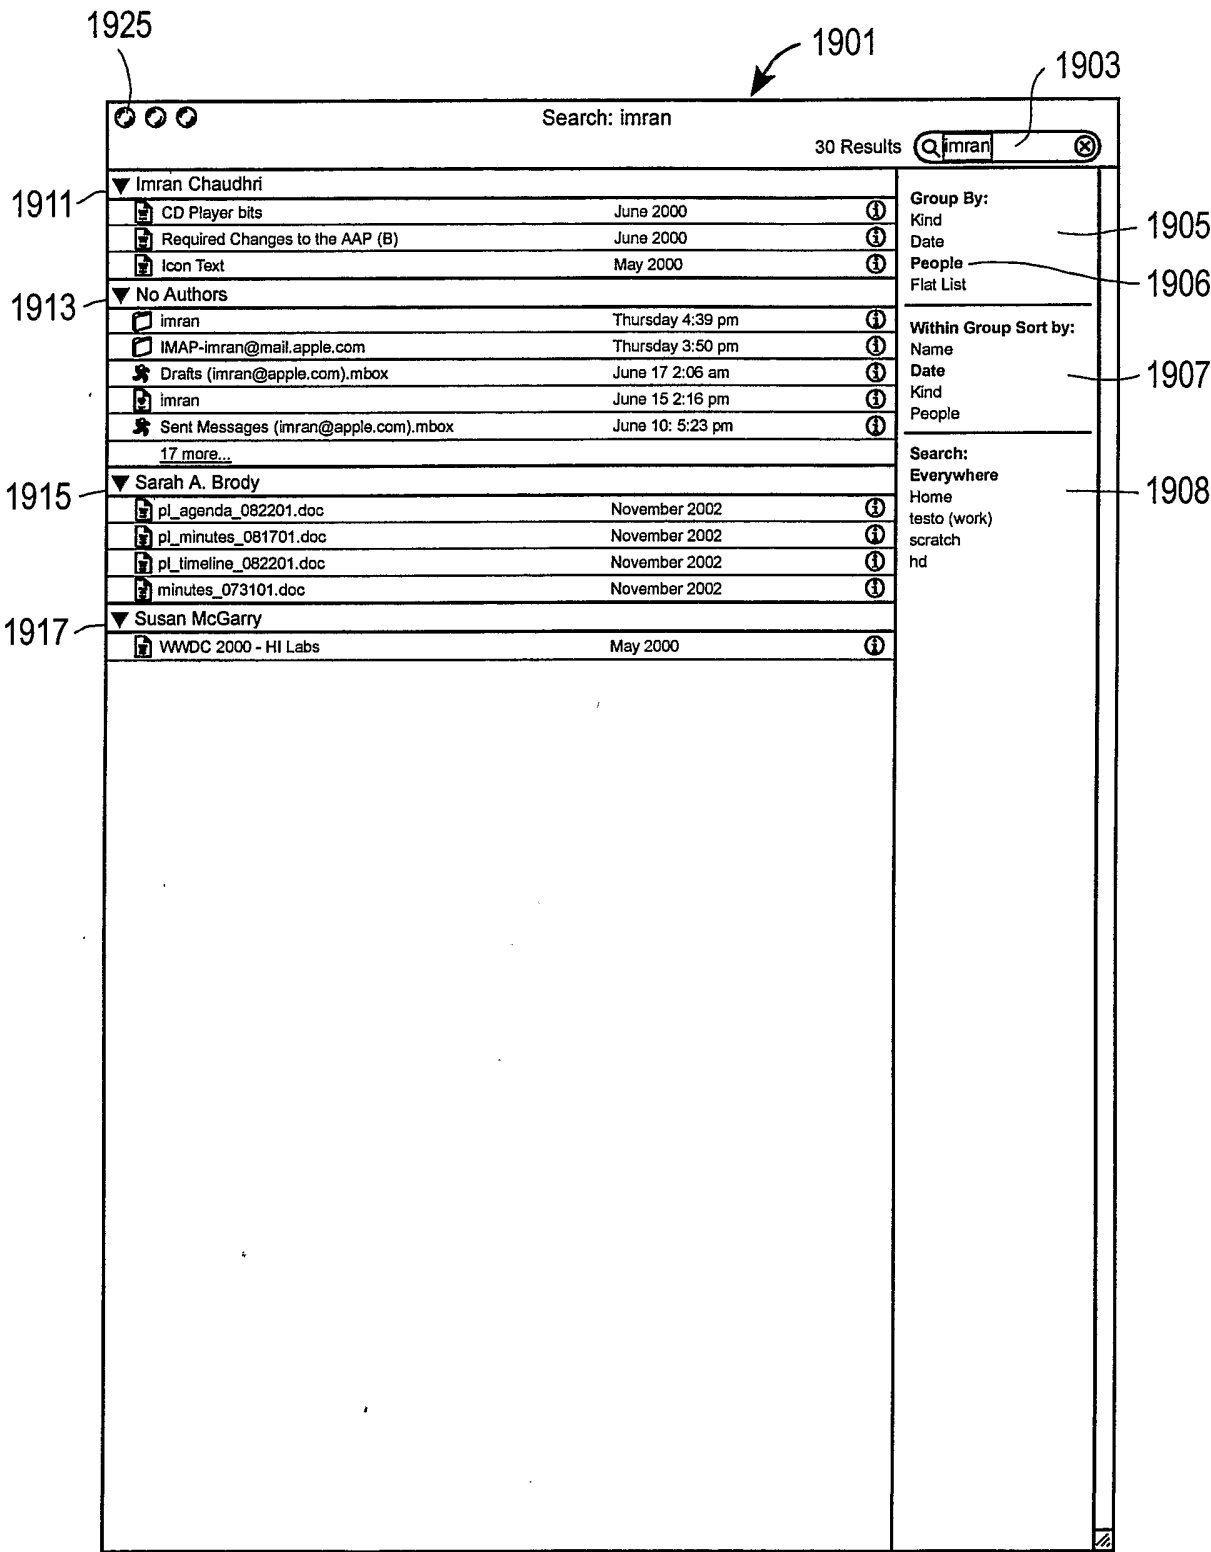 1925
1901
1903
Search: imran
30 Results
imran
1911
Imran Chaudhri
CD Player bits June 2000
Required Changes to the AAP (B) June 2000
Icon Text May 2000
1913
No Authors
imran Thursday 4:39 pm
IMAP-imran@mail.apple.com Thursday 3:50 pm
Drafts (imran@apple.com).mbox June 17 2:06 am
imran June 15 2:16 pm
Sent Messages (imran@apple.com).mbox June 10: 5:23 pm
17 more...
1915
Sarah A. Brody
pl_agenda_082201.doc November 2002
pl_minutes_081701.doc November 2002
pl_timeline_082201.doc November 2002
minutes_073101.doc November 2002
1917
Susan McGarry
WWDC 2000 - HI Labs May 2000
Group By:
Kind
Date
People
Flat List
1905
1906
Within Group Sort by:
Name
Date
Kind
People
1907
Search:
Everywhere
Home
testo (work)
scratch
hd
1908